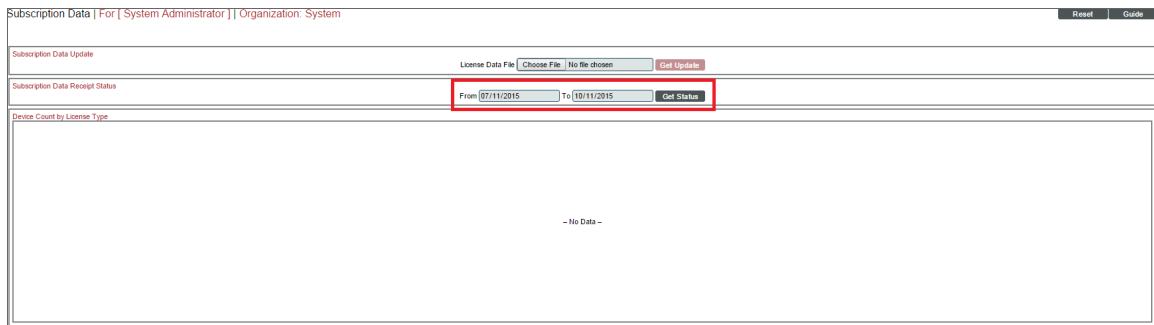 Subscription Data | For [ System Administrator ] | Organization: System
Reset
Guide
Subscription Data Update
License Data File Choose File No file chosen Get Update
Subscription Data Receipt Status
From 07/11/2015 To 10/11/2015 Get Status
Device Count by License Type
– No Data –